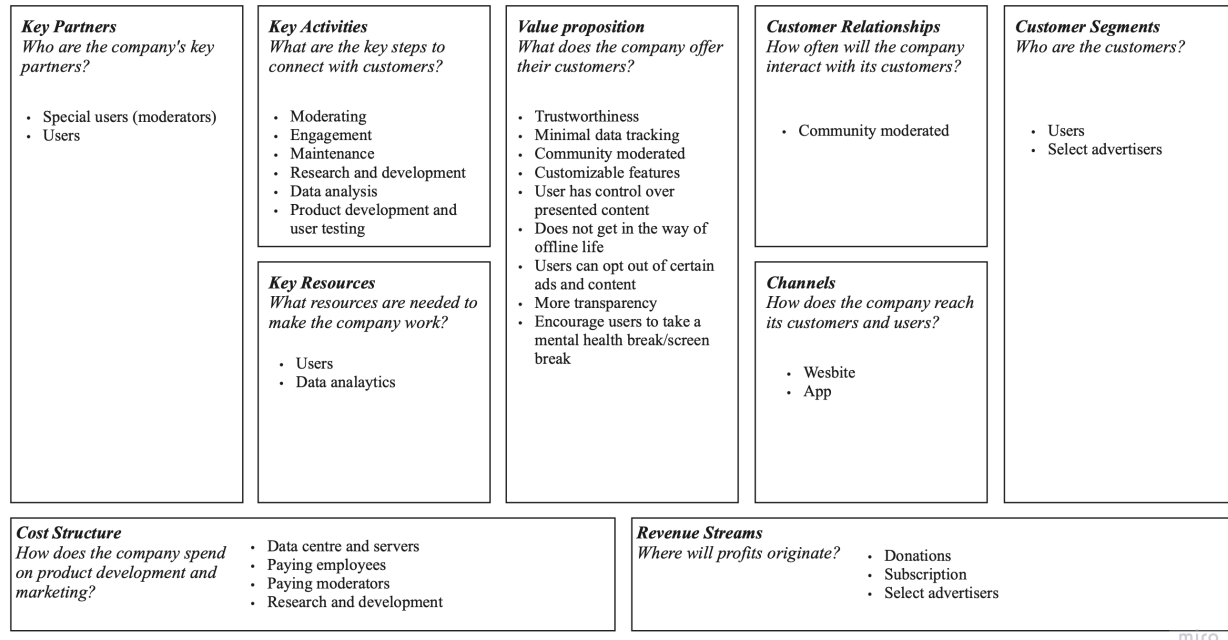 Key Partners
Who are the company's key
partners?
• Special users (moderators)
• Users
Key Activities
What are the key steps to
connect with customers?
• Moderating
• Engagement
• Maintenance
• Research and development
• Data analysis
• Product development and
user testing
Key Resources
What resources are needed to
make the company work?
• Users
• Data analaytics
Value proposition
What does the company offer
their customers?
• Trustworthiness
• Minimal data tracking
• Community moderated
• Customizable features
• User has control over
presented content
• Does not get in the way of
offline life
• Users can opt out of certain
ads and content
• More transparency
• Encourage users to take a
mental health break/screen
break
Customer Relationships
How often will the company
interact with its customers?
• Community moderated
Channels
How does the company reach
its customers and users?
• Wesbite
• App
Customer Segments
Who are the customers?
• Users
• Select advertisers
Cost Structure
How does the company spend
on product development and
marketing?
• Data centre and servers
• Paying employees
• Paying moderators
• Research and development
Revenue Streams
Where will profits originate?
• Donations
• Subscription
• Select advertisers
miro